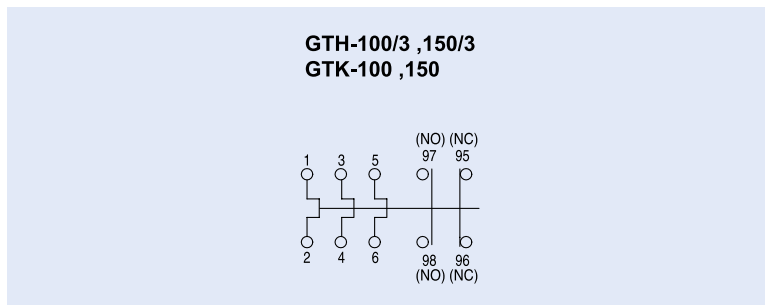 GTH-100/3 ,150/3
GTK-100 ,150
(NO) (NC)
1 3 5 97 95
2 4 6 98 96
(NO) (NC)